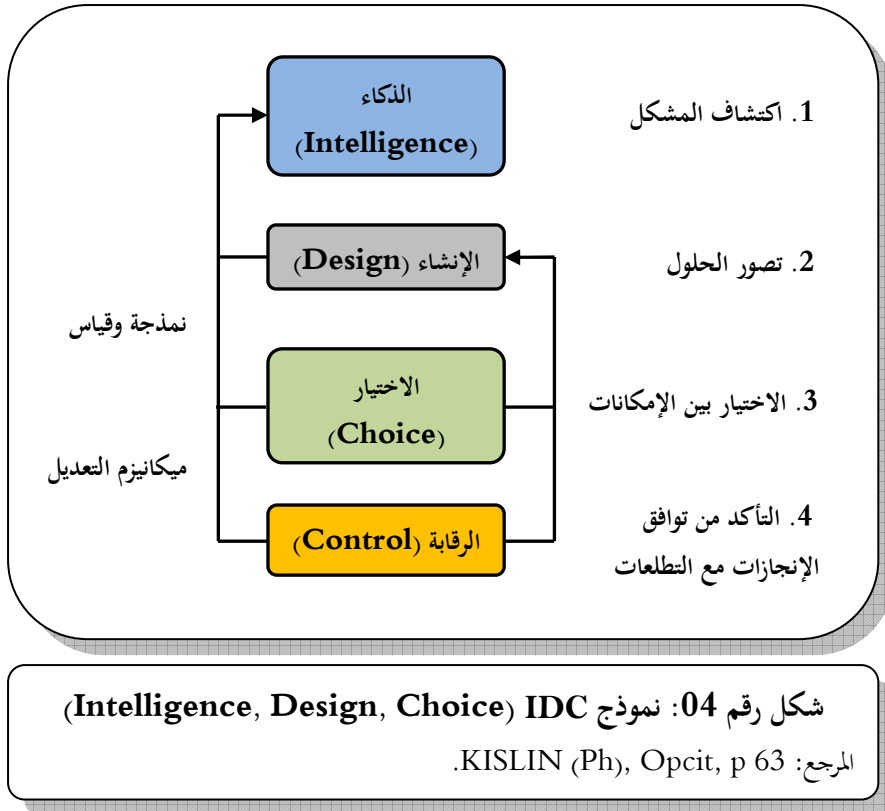 الذكاء
(Intelligence)
1. اكتشاف المشكل
الإنشاء (Design)
2. تصور الحلول
نمذجة وقياس
الاختيار
(Choice)
3. الاختيار بين الإمكانات
ميكانيزم التعديل
الرقابة (Control)
4. التأكد من توافق
الإنجازات مع التطلعات
شكل رقم 04: نموذج IDC (Intelligence, Design, Choice)
المرجع: KISLIN (Ph), Opcit, p 63.